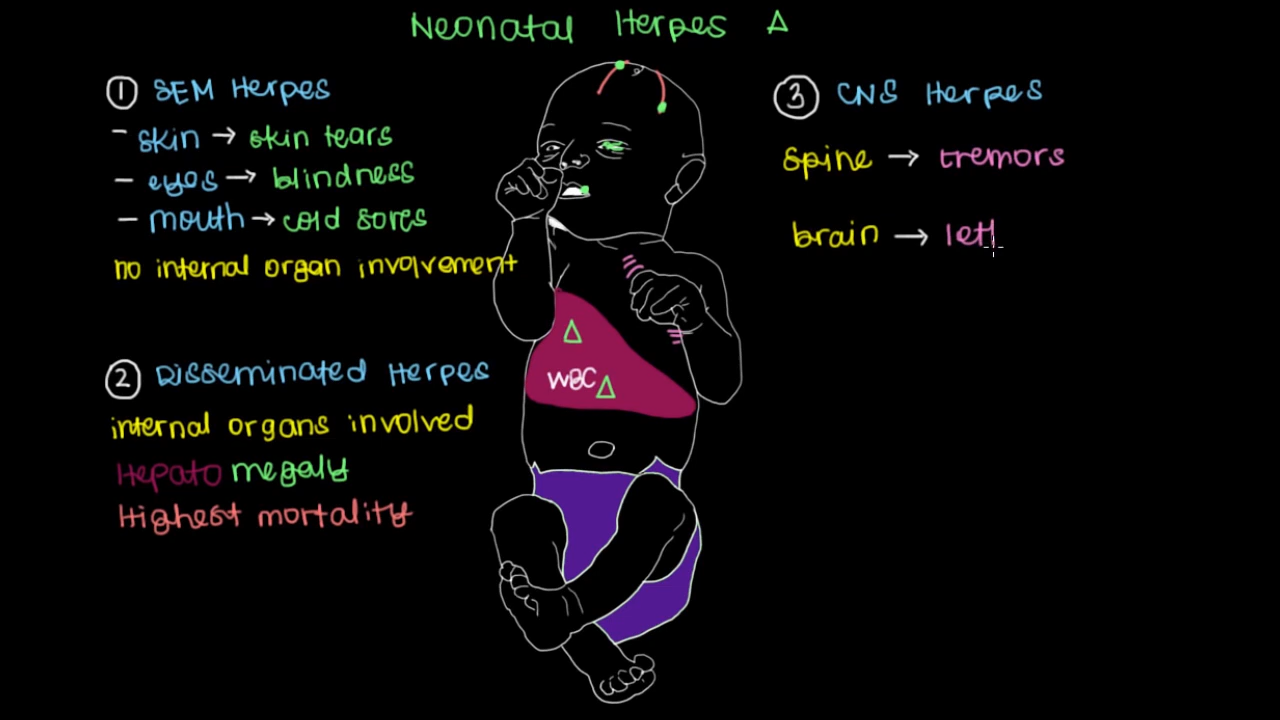 Neonatal Herpes Δ
① SEM Herpes
- skin → skin tears
- eyes → blindness
- mouth → cold sores
no internal organ involvement
② Disseminated Herpes
internal organs involved
Hepatomegaly
Highest mortality
Δ
WBC Δ
③ CNS Herpes
spine → tremors
brain → leth